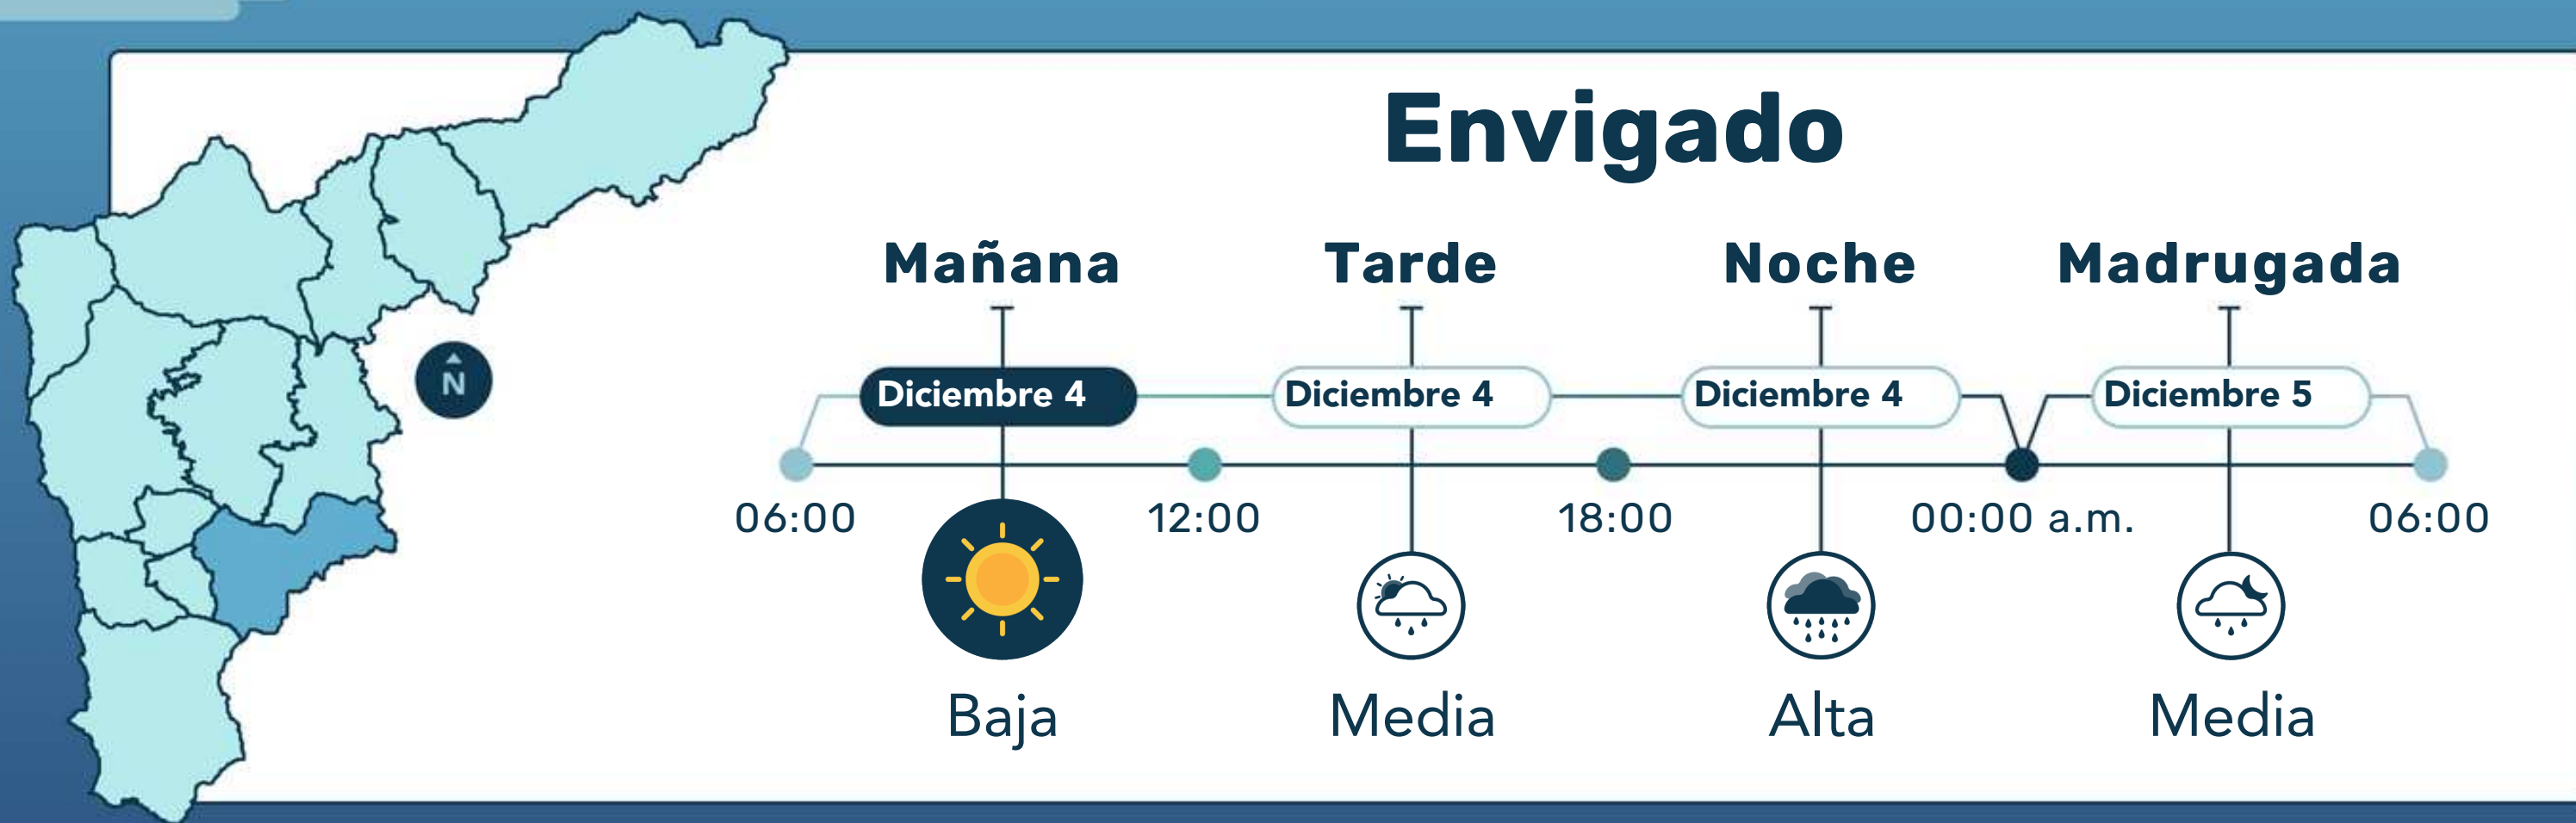 Envigado
Mañana Tarde Noche Madrugada
N
Diciembre 4 Diciembre 4 Diciembre 4 Diciembre 5
06:00 12:00 18:00 00:00 a.m. 06:00
Baja Media Alta Media